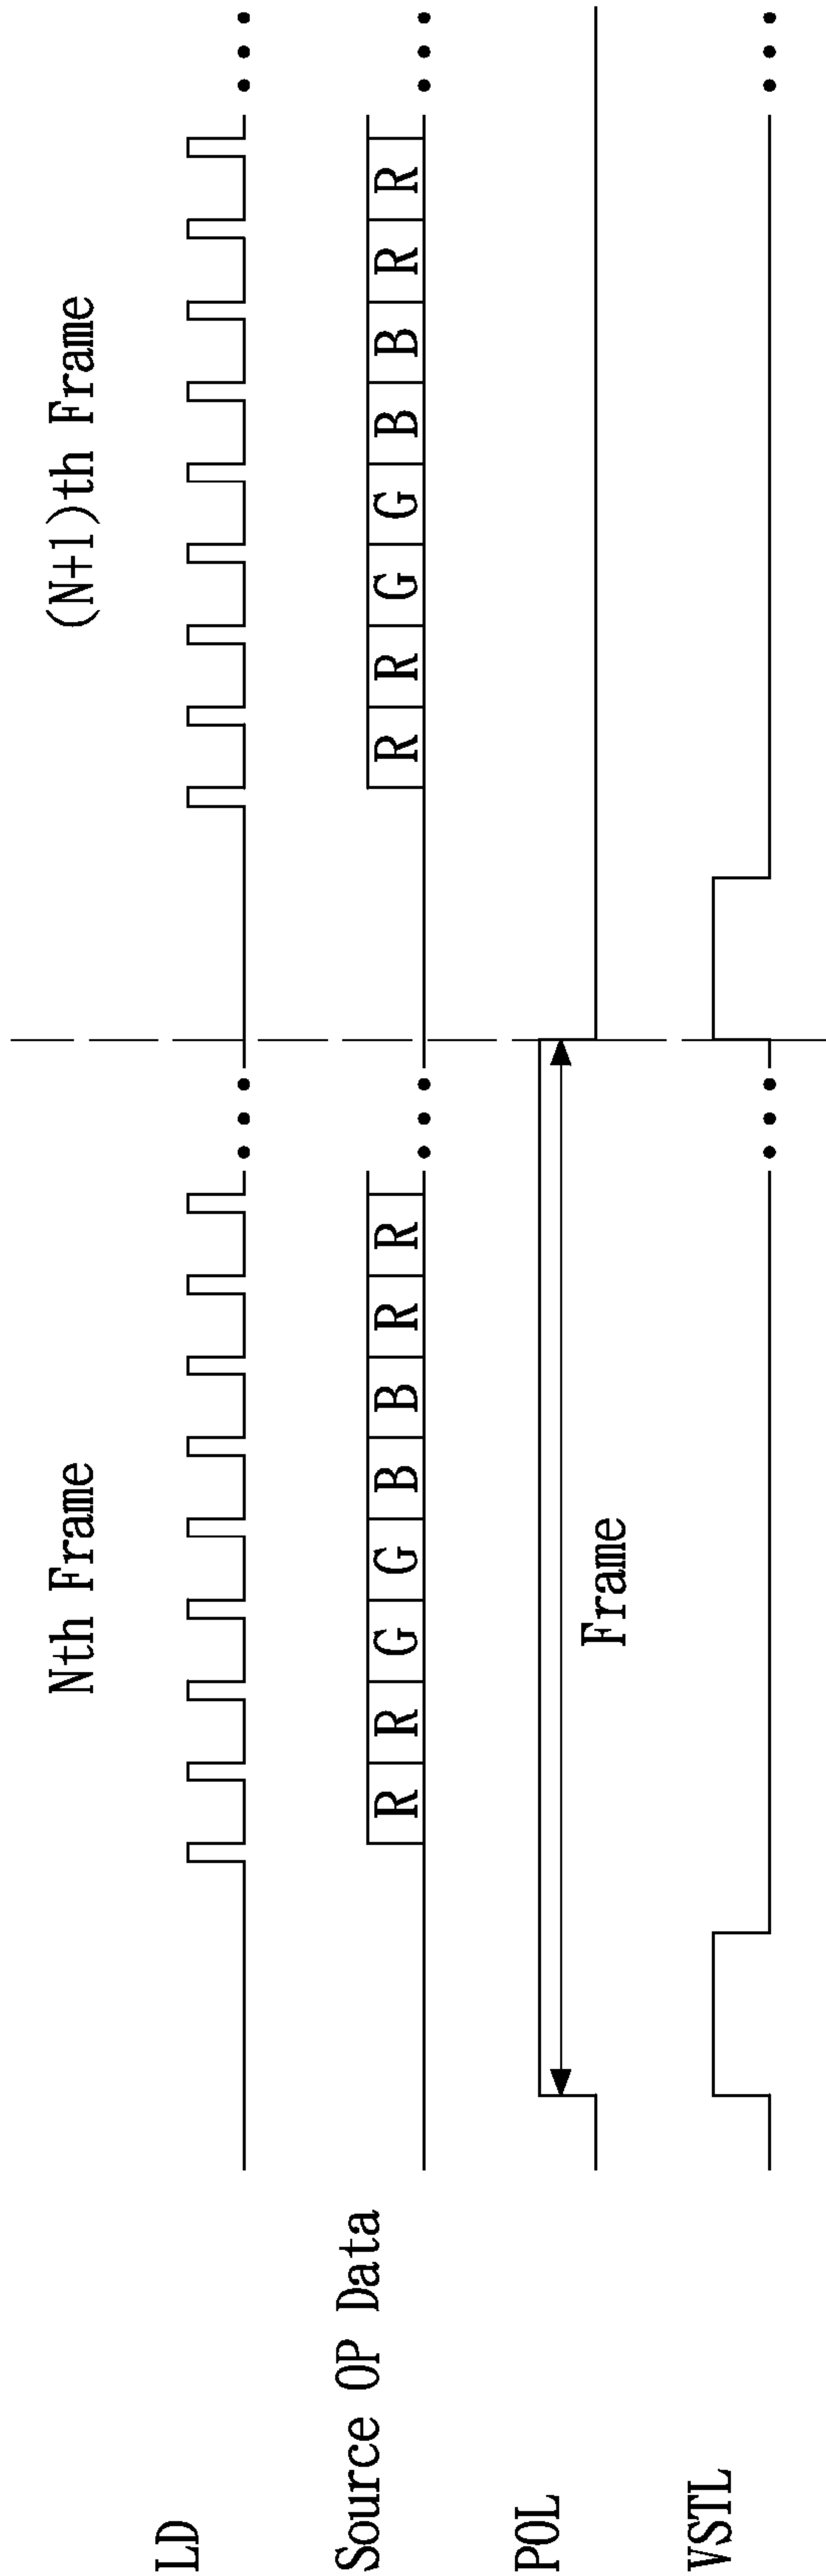 Nth Frame (N+1)th Frame
LD
Source OP Data R R G G B B R R R R G G B B R R
POL
Frame
VSTL